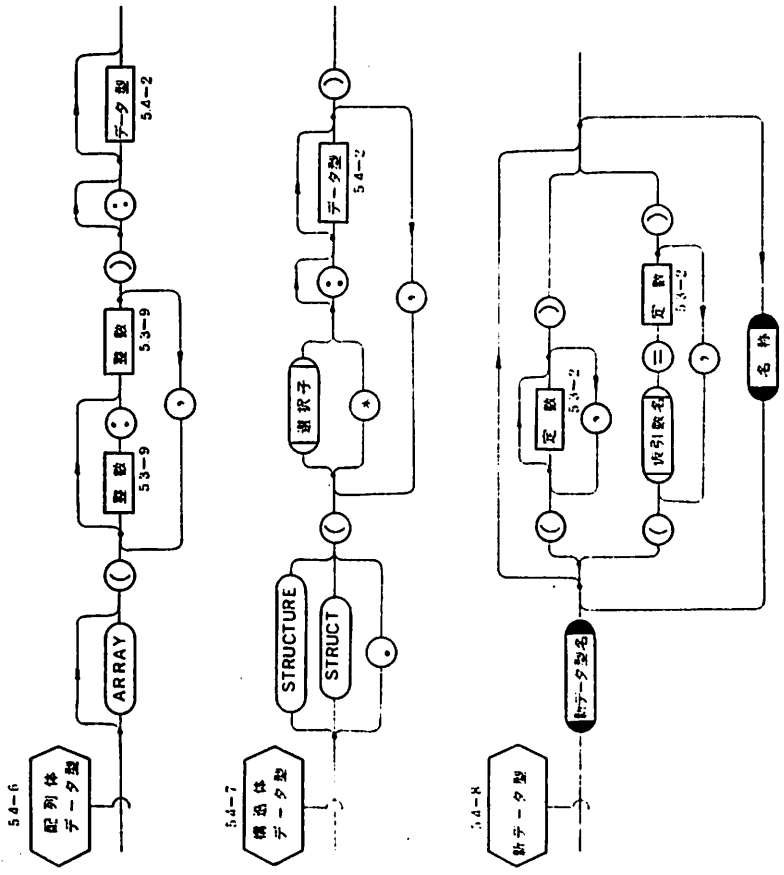 5.4-6
配列体
データ型
ARRAY
(
整数
5.3-9
:
整数
5.3-9
,
)
:
データ型
5.4-2
5.4-7
構造体
データ型
STRUCTURE
STRUCT
.
(
選択子
*
:
データ型
5.4-2
,
)
5.4-8
新データ型
新データ型名
(
定数
5.3-2
,
)
(
仮引数名
=
定数
5.3-2
,
)
名称